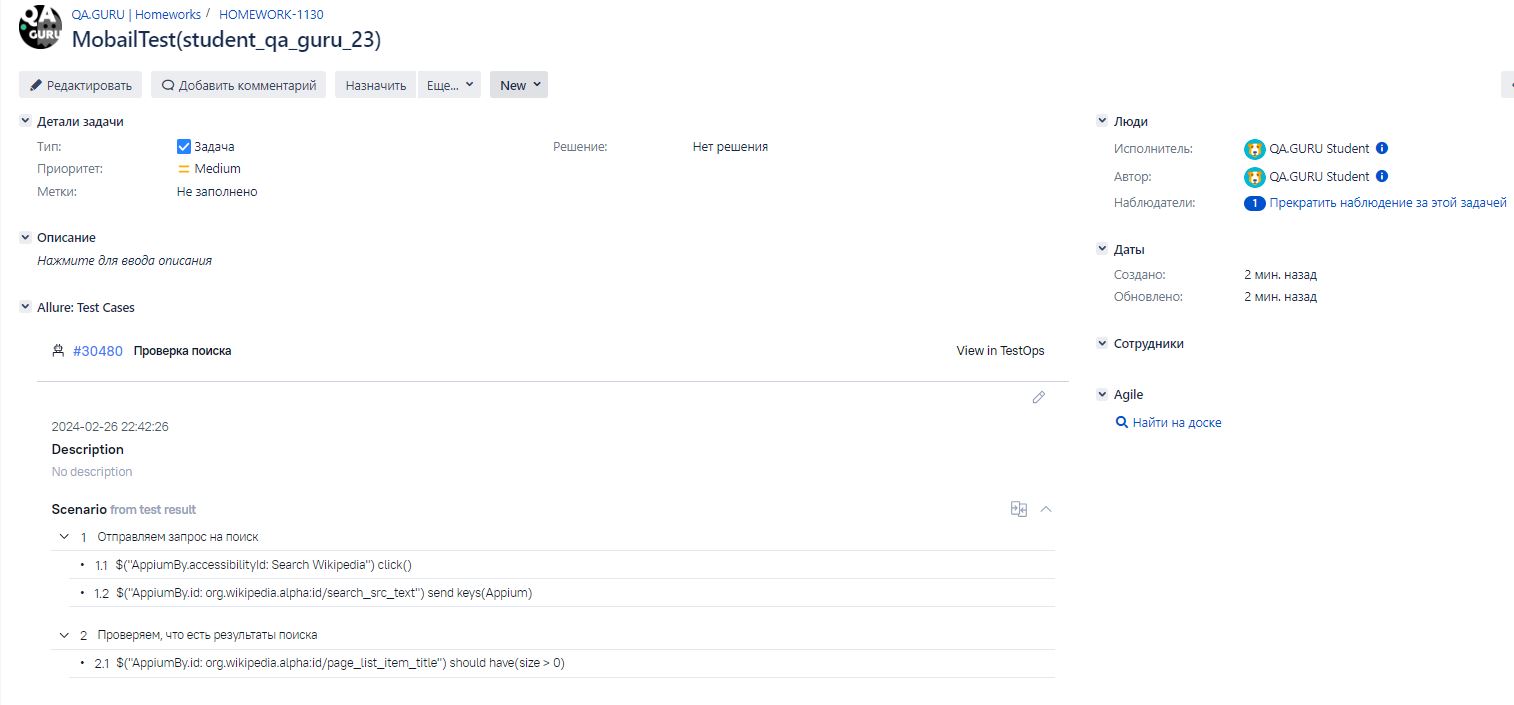 QA
GURU
QA.GURU | Homeworks / HOMEWORK-1130
MobailTest(student_qa_guru_23)
Редактировать Добавить комментарий Назначить Еще... New
Детали задачи
Тип: Задача Решение: Нет решения
Приоритет: Medium
Метки: Не заполнено
Описание
Нажмите для ввода описания
Allure: Test Cases
#30480 Проверка поиска View in TestOps
2024-02-26 22:42:26
Description
No description
Scenario from test result
1 Отправляем запрос на поиск
1.1 $("AppiumBy.accessibilityId: Search Wikipedia") click()
1.2 $("AppiumBy.id: org.wikipedia.alpha:id/search_src_text") send keys(Appium)
2 Проверяем, что есть результаты поиска
2.1 $("AppiumBy.id: org.wikipedia.alpha:id/page_list_item_title") should have(size > 0)
Люди
Исполнитель: QA.GURU Student
Автор: QA.GURU Student
Наблюдатели: 1 Прекратить наблюдение за этой задачей
Даты
Создано: 2 мин. назад
Обновлено: 2 мин. назад
Сотрудники
Agile
Найти на доске